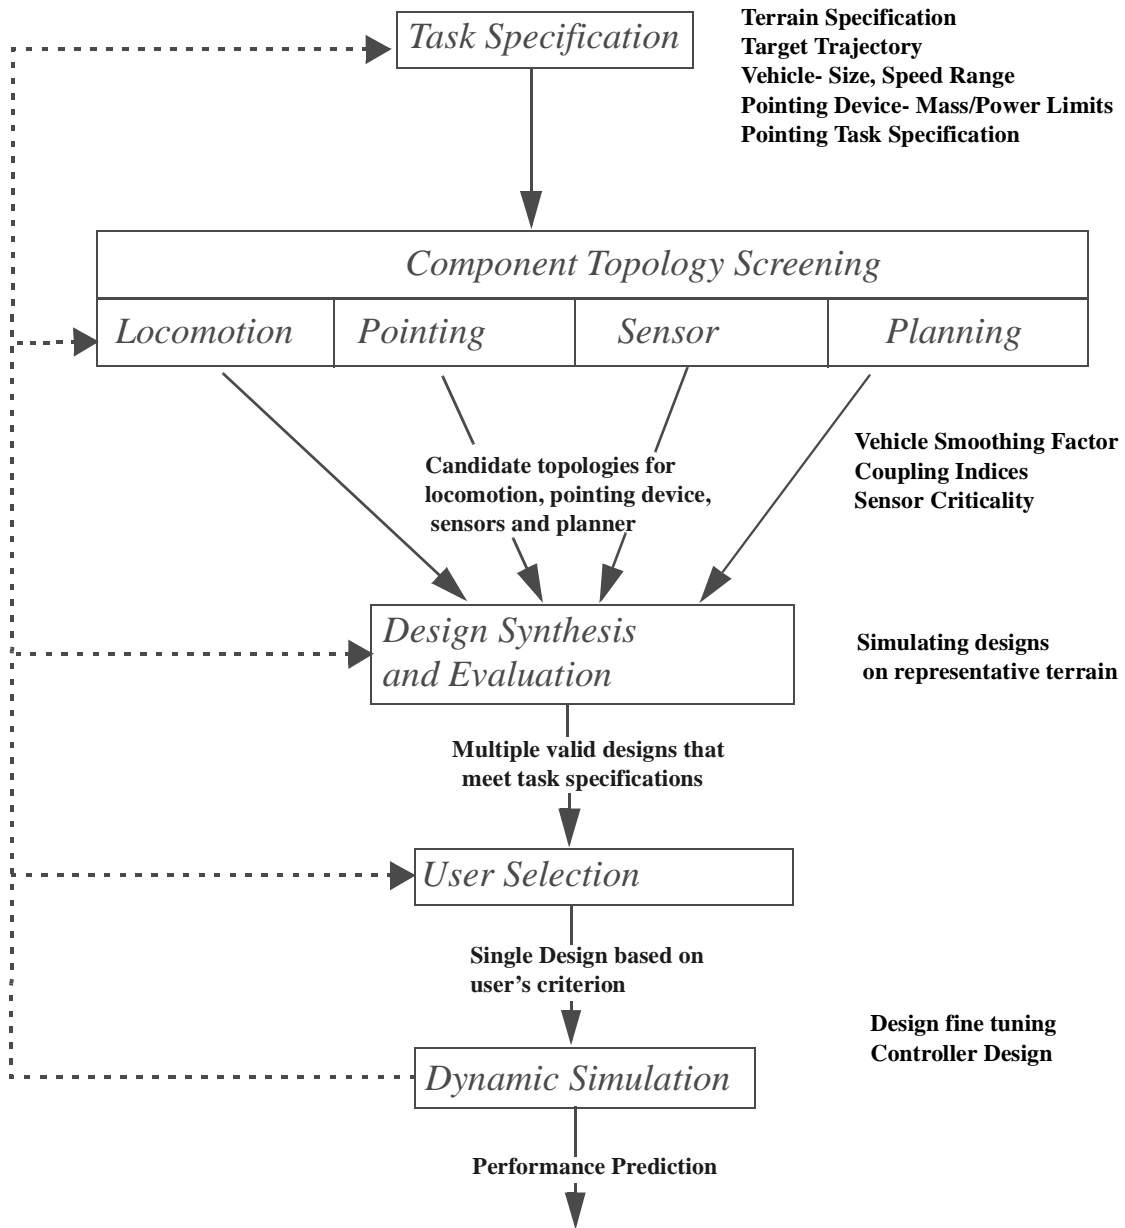 Task Specification
Terrain Specification
Target Trajectory
Vehicle- Size, Speed Range
Pointing Device- Mass/Power Limits
Pointing Task Specification
Component Topology Screening
Locomotion
Pointing
Sensor
Planning
Candidate topologies for
locomotion, pointing device,
sensors and planner
Vehicle Smoothing Factor
Coupling Indices
Sensor Criticality
Design Synthesis
and Evaluation
Simulating designs
on representative terrain
Multiple valid designs that
meet task specifications
User Selection
Single Design based on
user’s criterion
Design fine tuning
Controller Design
Dynamic Simulation
Performance Prediction